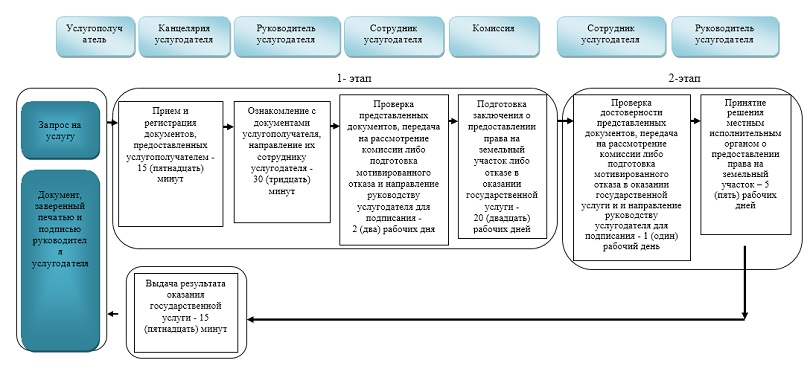 Услугополуч
атель
Канцелярия
услугодателя
Руководитель
услугодателя
Сотрудник
услугодателя
Комиссия
Сотрудник
услугодателя
Руководитель
услугодателя
1- этап
2-этап
Запрос на
услугу
Прием и
регистрация
документов,
предоставленных
услугополучателем -
15 (пятнадцать)
минут
Ознакомление с
документами
услугополучателя,
направление их
сотруднику
услугодателя -
30 (тридцать)
минут
Проверка
представленных
документов, передача
на рассмотрение
комиссии либо
подготовка
мотивированного
отказа и направление
руководству
услугодателя для
подписания -
2 (два) рабочих дня
Подготовка
заключения о
предоставлении
права на
земельный
участок либо
отказе в
оказании
государственной
услуги -
20 (двадцать)
рабочих дней
Проверка
достоверности
представленных
документов, передача
на рассмотрение
комиссии либо
подготовка
мотивированного
отказа в оказании
государственной
услуги и и направление
руководству
услугодателя для
подписания - 1 (один)
рабочий день
Принятие
решения
местным
исполнительным
органом о
предоставлении
права на
земельный
участок – 5
(пять) рабочих
дней
Документ,
заверенный
печатью и
подписью
руководител
я
услугодателя
Выдача результата
оказания
государственной
услуги - 15
(пятнадцать) минут